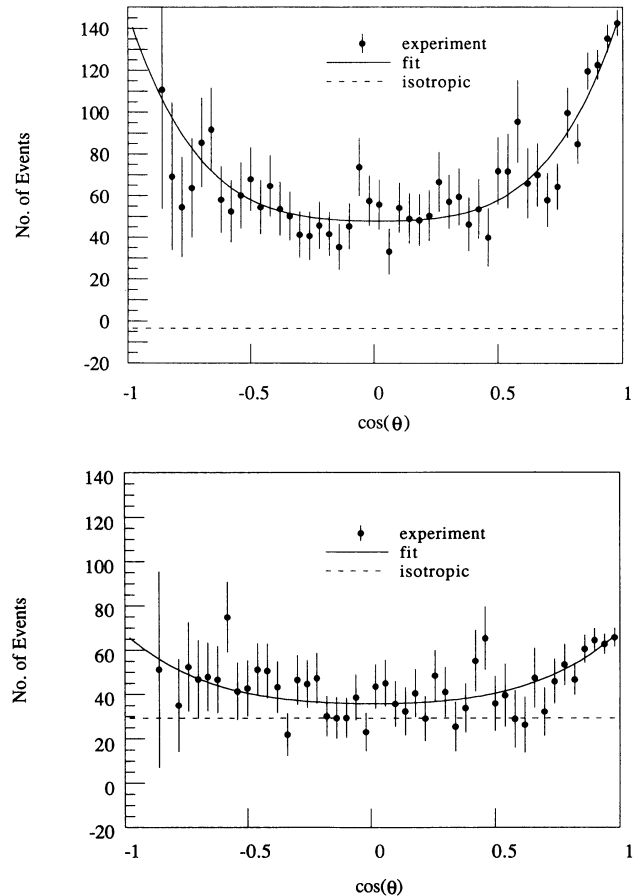 140
120
100
80
60
40
20
0
-20
No. of Events
experiment
fit
isotropic
-1
-0.5
0
0.5
1
cos(θ)
140
120
100
80
60
40
20
0
-20
No. of Events
experiment
fit
isotropic
-1
-0.5
0
0.5
1
cos(θ)